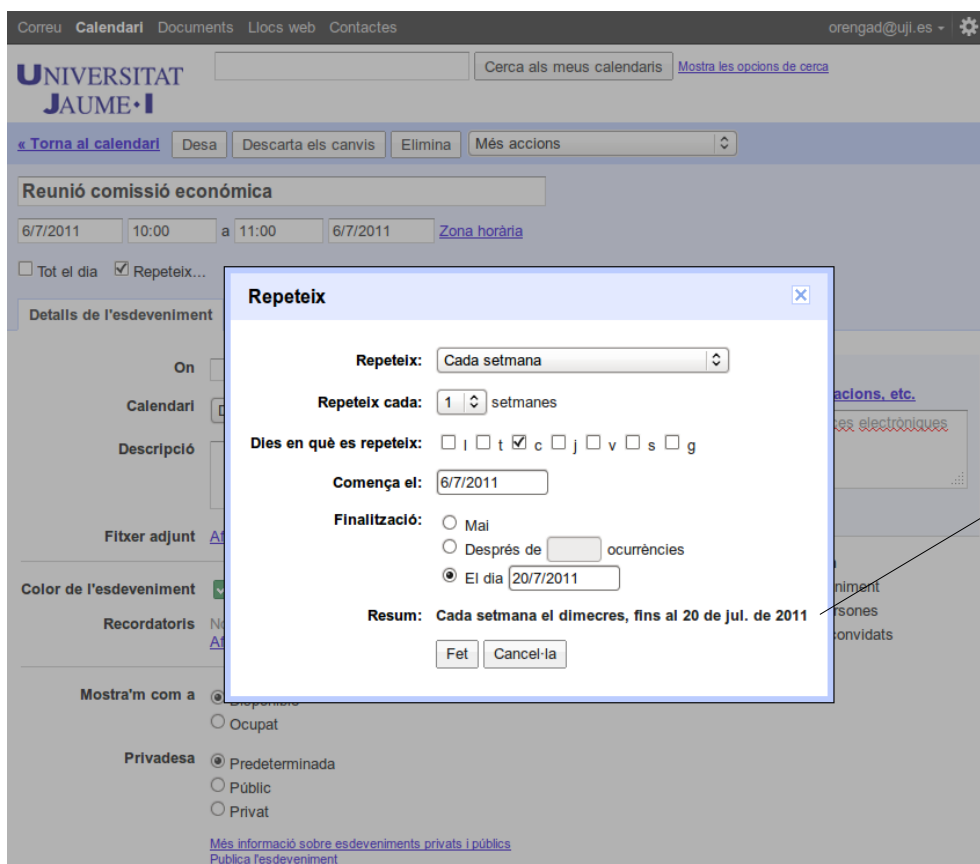 Correu Calendari Documents Llocs web Contactes orengad@uji.es
UNIVERSITAT
JAUME·I
Cerca als meus calendaris Mostra les opcions de cerca
« Torna al calendari Desa Descarta els canvis Elimina Més accions
Reunió comissió económica
6/7/2011 10:00 a 11:00 6/7/2011 Zona horària
Tot el dia Repeteix...
Detalls de l'esdeveniment
Repeteix
Repeteix: Cada setmana
Repeteix cada: 1 setmanes
Dies en què es repeteix: l t c j v s g
Comença el: 6/7/2011
Finalització: Mai
Després de ocurrències
El dia 20/7/2011
Resum: Cada setmana el dimecres, fins al 20 de jul. de 2011
Fet Cancel·la
On
Calendari
Descripció
Fitxer adjunt
Color de l'esdeveniment
Recordatoris
acions, etc.
electròniques
convidats
Mostra'm com a Disponible
Ocupat
Privadesa Predeterminada
Públic
Privat
Més informació sobre esdeveniments privats i públics
Publica l'esdeveniment